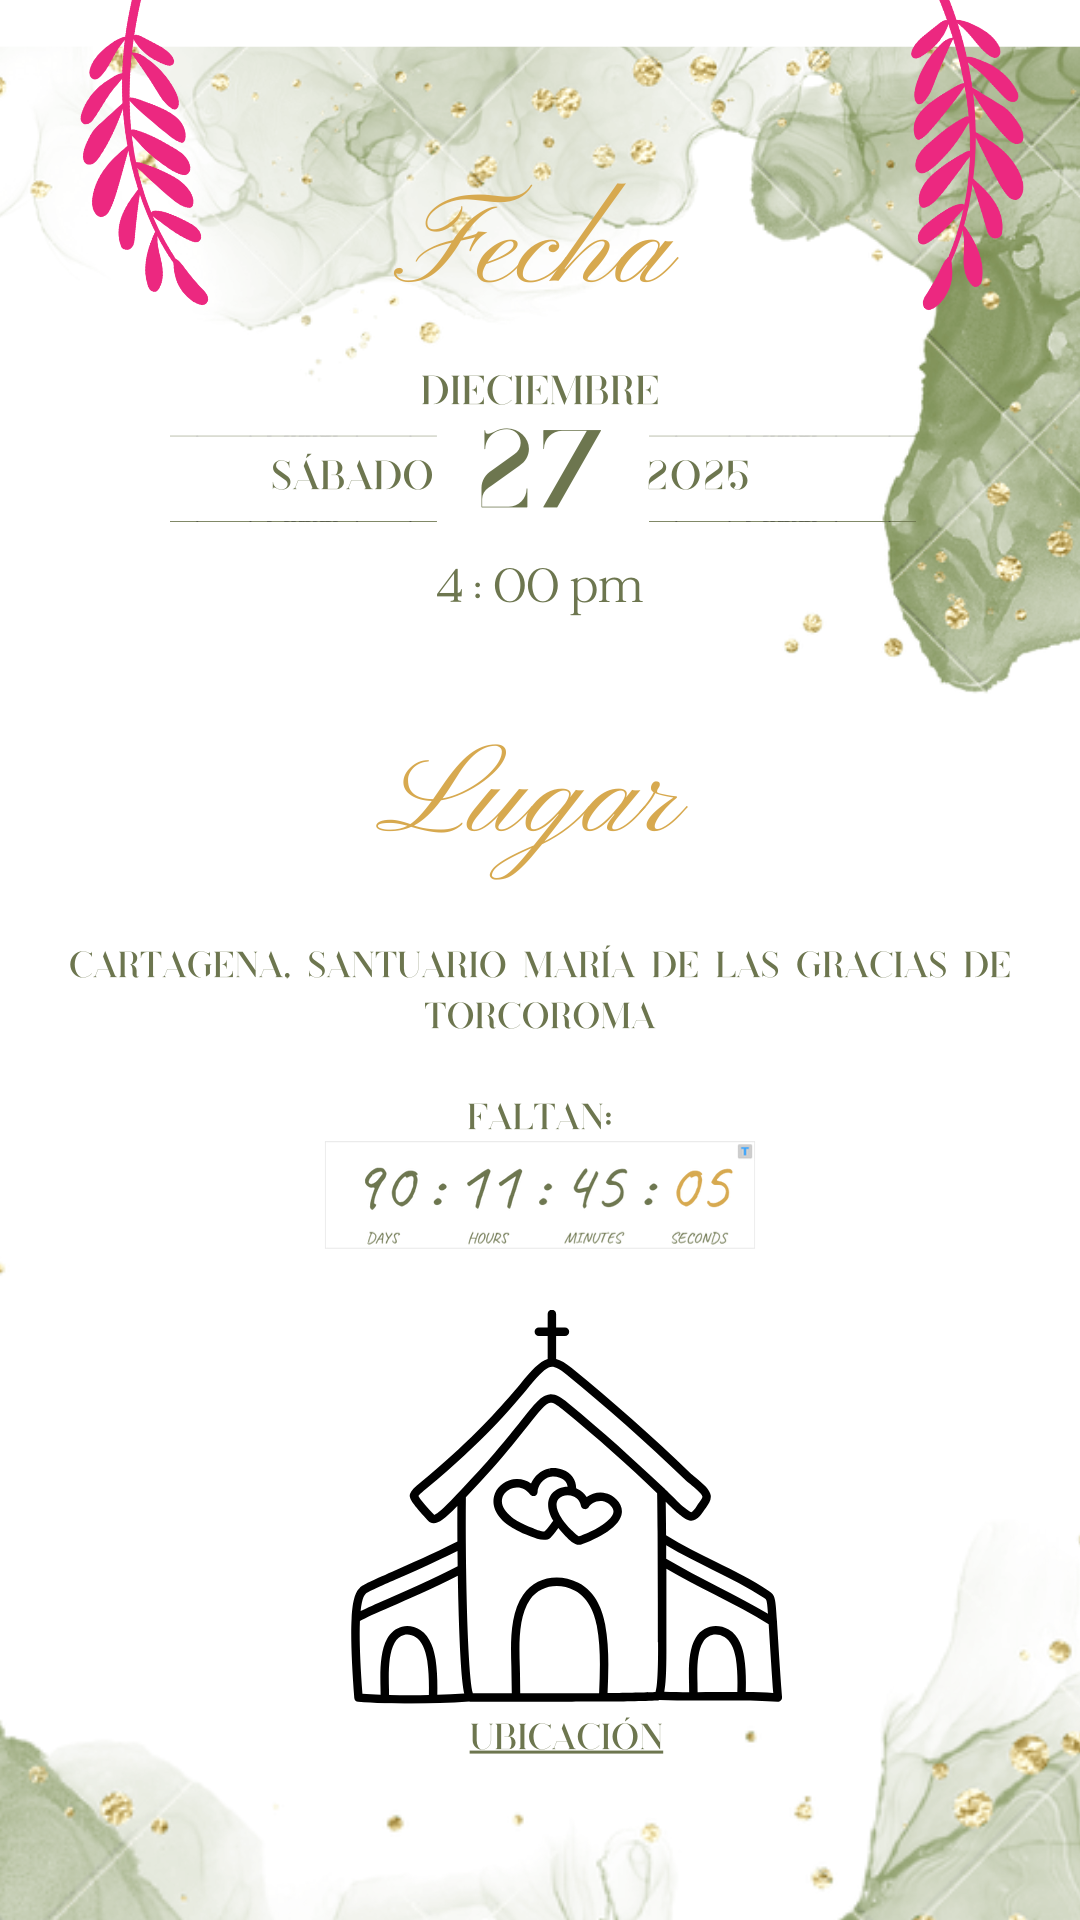 Fecha
DIECIEMBRE
SÁBADO 27 2025
4:00 pm
Lugar
CARTAGENA, SANTUARIO MARÍA DE LAS GRACIAS DE
TORCOROMA
FALTAN:
T
90 : 11 : 45 : 05
DAYS HOURS MINUTES SECONDS
UBICACIÓN